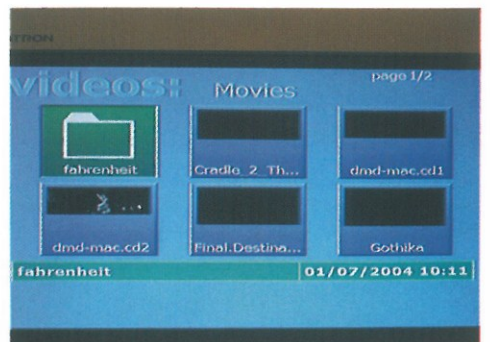 TRON
videos:
Movies
page 1/2
fahrenheit
Cradle_2_Th...
dmd-mac.cd1
dmd-mac.cd2
Final.Destina...
Gothika
fahrenheit
01/07/2004 10:11